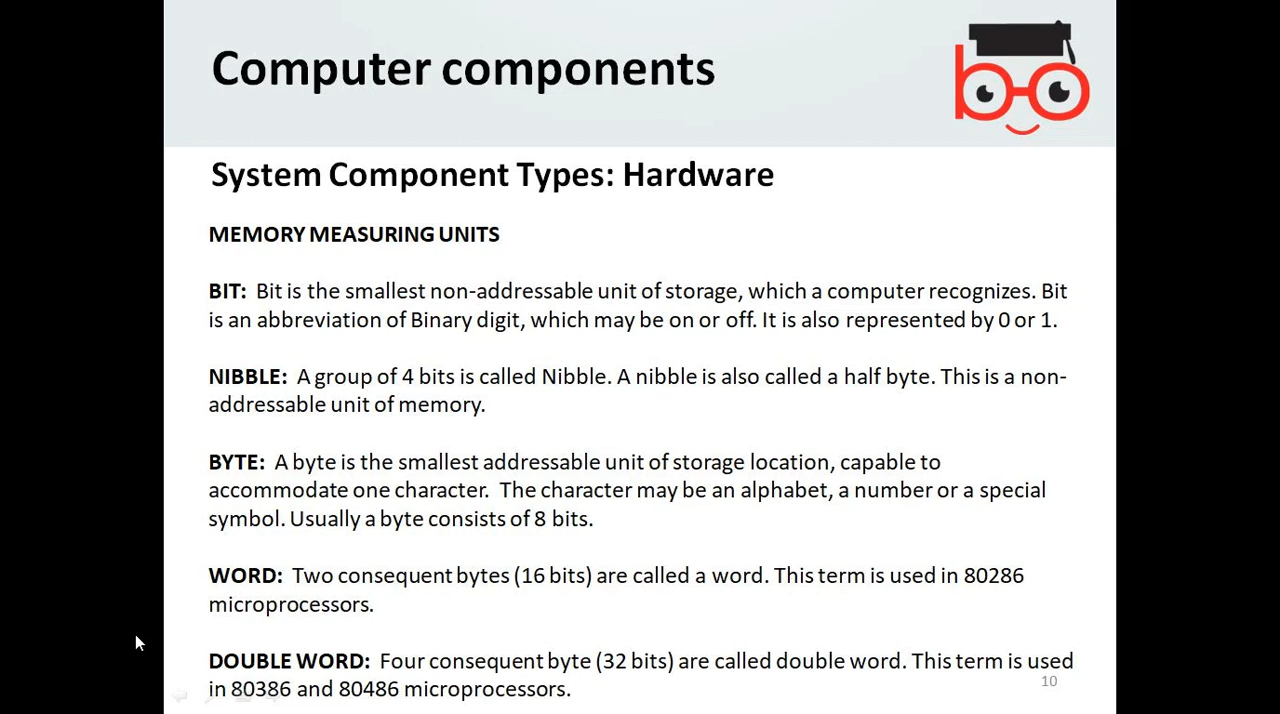 Computer components
System Component Types: Hardware
MEMORY MEASURING UNITS
BIT: Bit is the smallest non-addressable unit of storage, which a computer recognizes. Bit
is an abbreviation of Binary digit, which may be on or off. It is also represented by 0 or 1.
NIBBLE: A group of 4 bits is called Nibble. A nibble is also called a half byte. This is a non-
addressable unit of memory.
BYTE: A byte is the smallest addressable unit of storage location, capable to
accommodate one character. The character may be an alphabet, a number or a special
symbol. Usually a byte consists of 8 bits.
WORD: Two consequent bytes (16 bits) are called a word. This term is used in 80286
microprocessors.
DOUBLE WORD: Four consequent byte (32 bits) are called double word. This term is used
in 80386 and 80486 microprocessors.
10